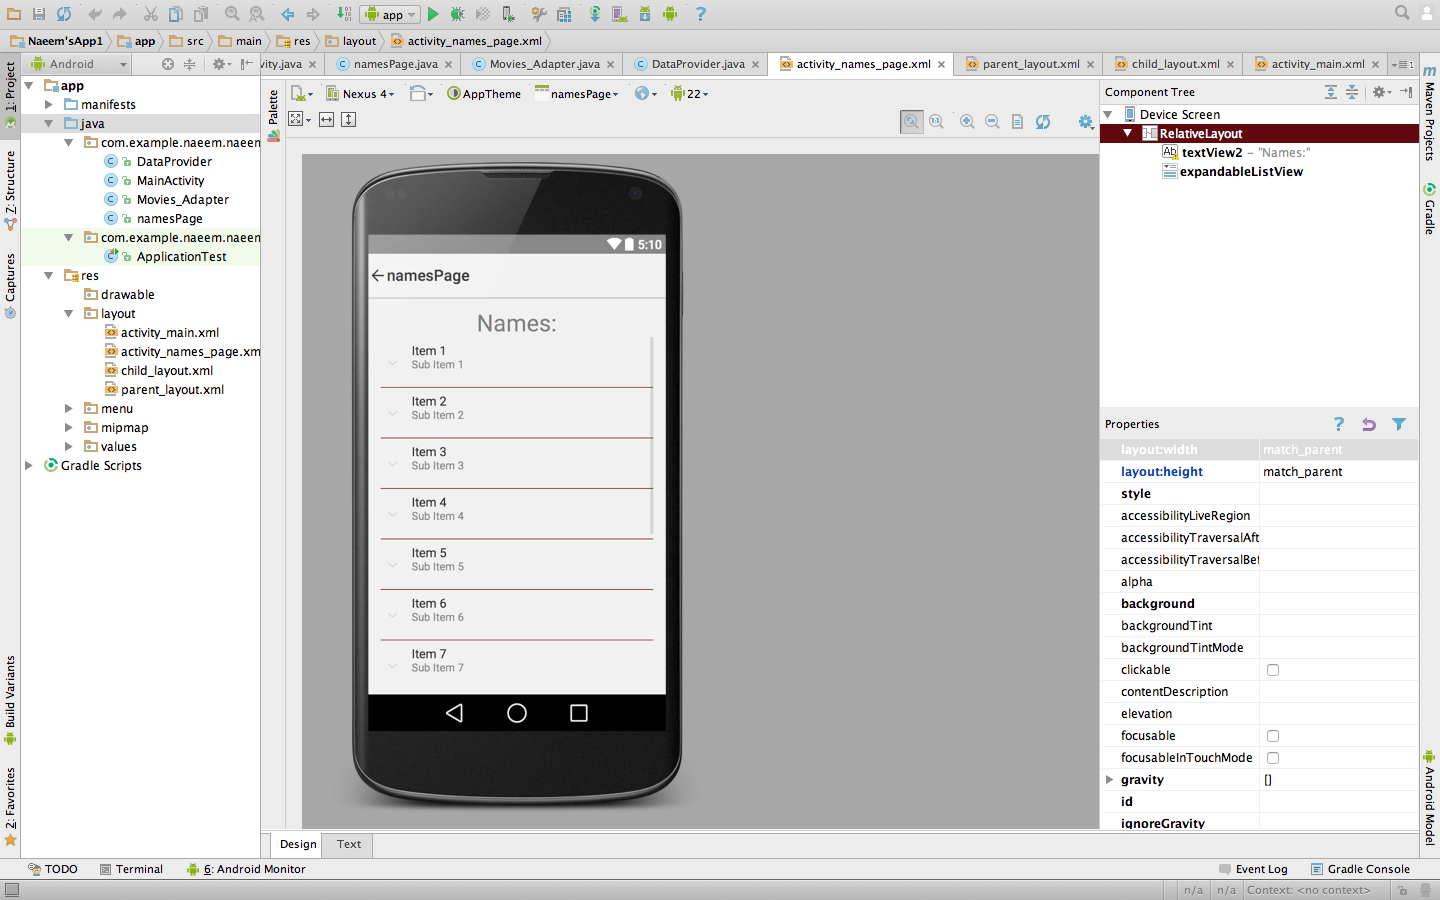 app
Naeem'sApp1
app
src
main
res
layout
activity_names_page.xml
Android
vity.java
namesPage.java
Movies_Adapter.java
DataProvider.java
activity_names_page.xml
parent_layout.xml
child_layout.xml
activity_main.xml
1
1: Project
Z: Structure
Captures
Build Variants
2: Favorites
app
manifests
java
com.example.naeem.naeem
DataProvider
MainActivity
Movies_Adapter
namesPage
com.example.naeem.naeem
ApplicationTest
res
drawable
layout
activity_main.xml
activity_names_page.xm
child_layout.xml
parent_layout.xml
menu
mipmap
values
Gradle Scripts
Palette
Nexus 4
AppTheme
namesPage
22
5:10
namesPage
Names:
Item 1
Sub Item 1
Item 2
Sub Item 2
Item 3
Sub Item 3
Item 4
Sub Item 4
Item 5
Sub Item 5
Item 6
Sub Item 6
Item 7
Sub Item 7
Design
Text
Component Tree
Device Screen
RelativeLayout
Ab
textView2 – "Names:"
expandableListView
Properties
layout:width match_parent
layout:height match_parent
style
accessibilityLiveRegion
accessibilityTraversalAft
accessibilityTraversalBef
alpha
background
backgroundTint
backgroundTintMode
clickable
contentDescription
elevation
focusable
focusableInTouchMode
gravity []
id
ignoreGravity
Maven Projects
Gradle
Android Model
TODO
Terminal
6: Android Monitor
Event Log
Gradle Console
n/a
n/a
Context: <no context>